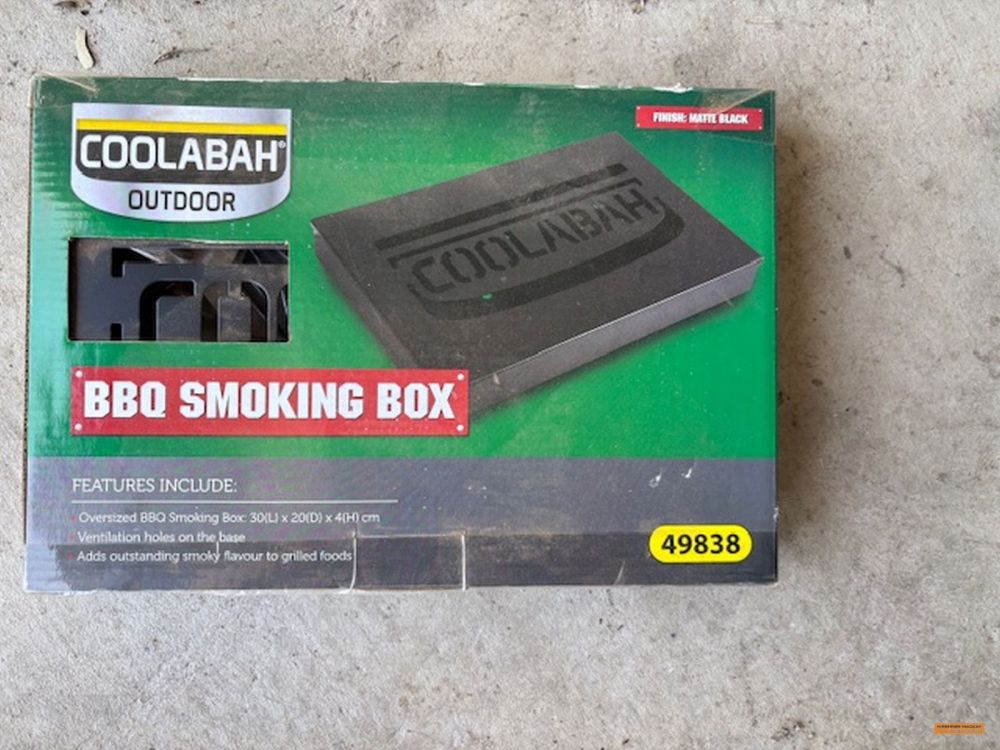 FINISH: MATTE BLACK
COOLABAH®
OUTDOOR
COOLABAH
BBQ SMOKING BOX
FEATURES INCLUDE:
Oversized BBQ Smoking Box: 30(L) x 20(D) x 4(H) cm
Ventilation holes on the base
Adds outstanding smoky flavour to grilled foods
49838